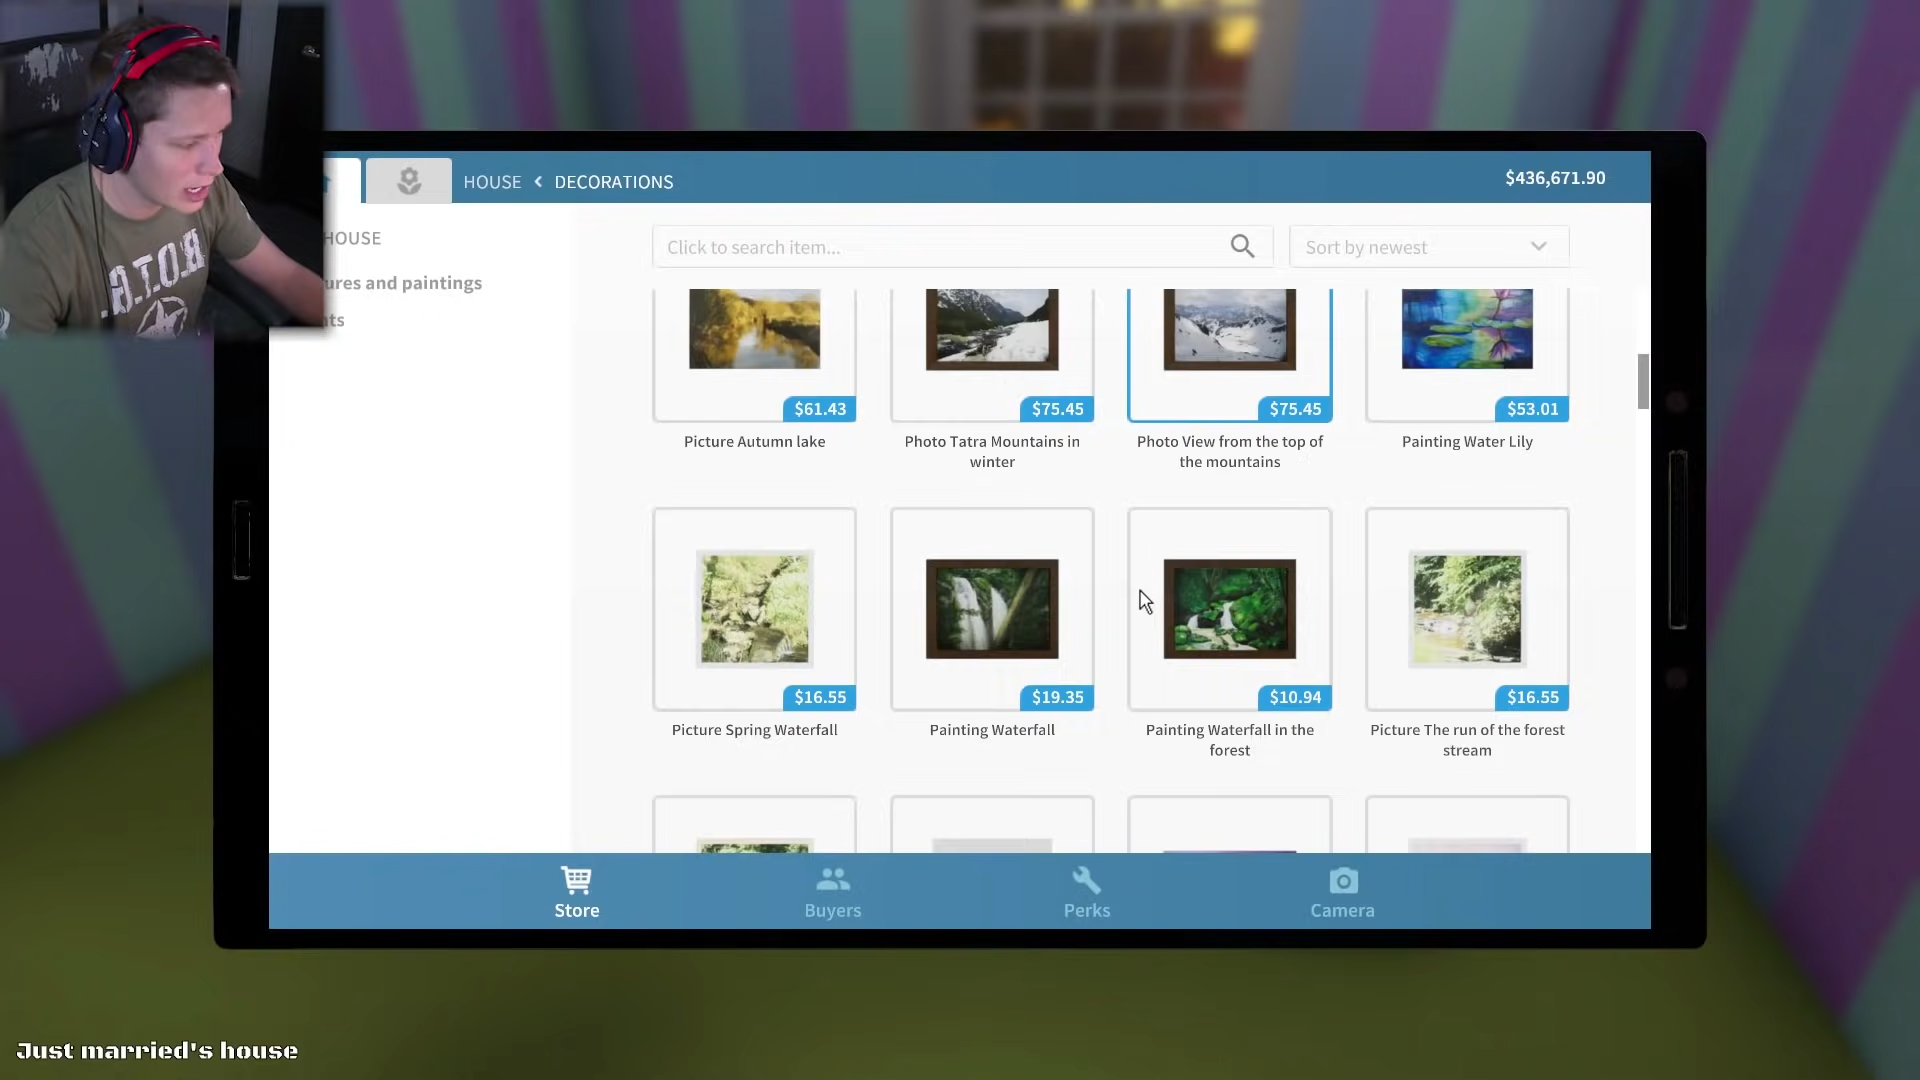 HOUSE < DECORATIONS
$436,671.90
HOUSE
Click to search item...
Sort by newest
ures and paintings
nts
$61.43
$75.45
$75.45
$53.01
Picture Autumn lake
Photo Tatra Mountains in
winter
Photo View from the top of
the mountains
Painting Water Lily
$16.55
$19.35
$10.94
$16.55
Picture Spring Waterfall
Painting Waterfall
Painting Waterfall in the
forest
Picture The run of the forest
stream
Store
Buyers
Perks
Camera
Just married's house